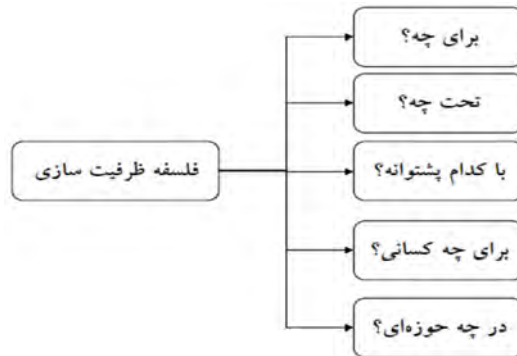 برای چه؟
تحت چه؟
فلسفه ظرفیت سازی
با کدام پشتوانه؟
برای چه کسانی؟
در چه حوزه‌ای؟